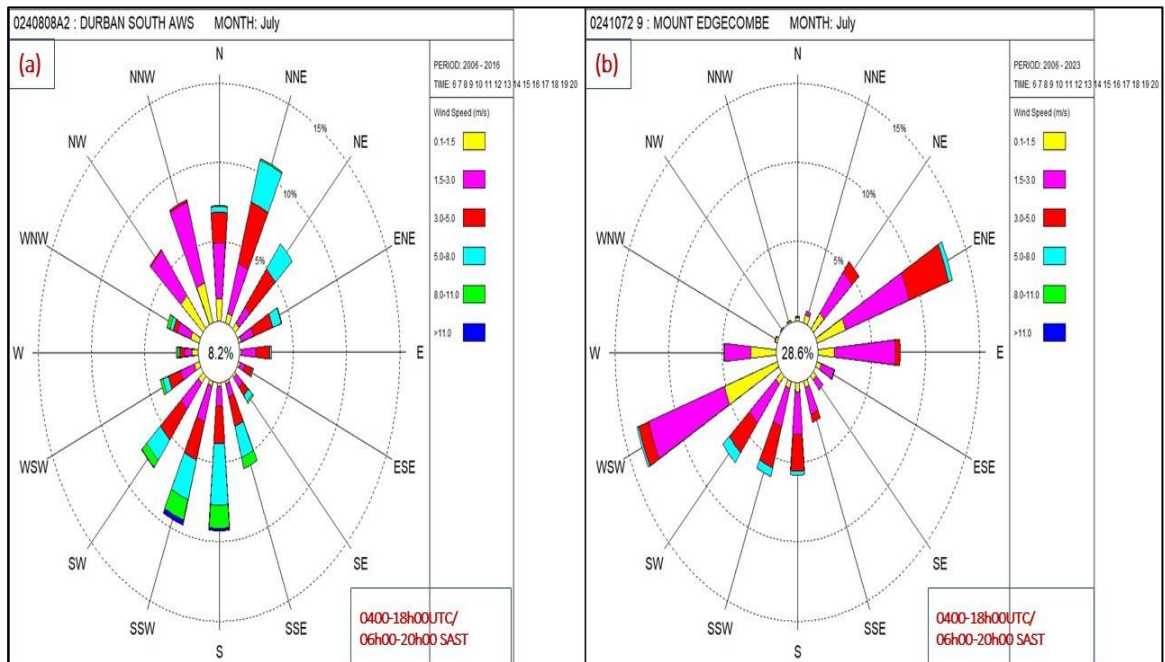 0240808A2 : DURBAN SOUTH AWS MONTH: July
(a)
PERIOD: 2006 - 2016
TIME: 6 7 8 9 10 11 12 13 14 15 16 17 18 19 20
Wind Speed (m/s)
0.1-1.5
1.5-3.0
3.0-5.0
5.0-8.0
8.0-11.0
>11.0
N
NNE
NE
ENE
E
ESE
SE
SSE
S
SSW
SW
WSW
W
WNW
NW
NNW
15%
10%
5%
8.2%
0400-18h00UTC/
06h00-20h00 SAST
0241072 9 : MOUNT EDGECOMBE MONTH: July
(b)
PERIOD: 2006 - 2023
TIME: 6 7 8 9 10 11 12 13 14 15 16 17 18 19 20
Wind Speed (m/s)
0.1-1.5
1.5-3.0
3.0-5.0
5.0-8.0
8.0-11.0
>11.0
N
NNE
NE
ENE
E
ESE
SE
SSE
S
SSW
SW
WSW
W
WNW
NW
NNW
15%
10%
5%
28.6%
0400-18h00UTC/
06h00-20h00 SAST